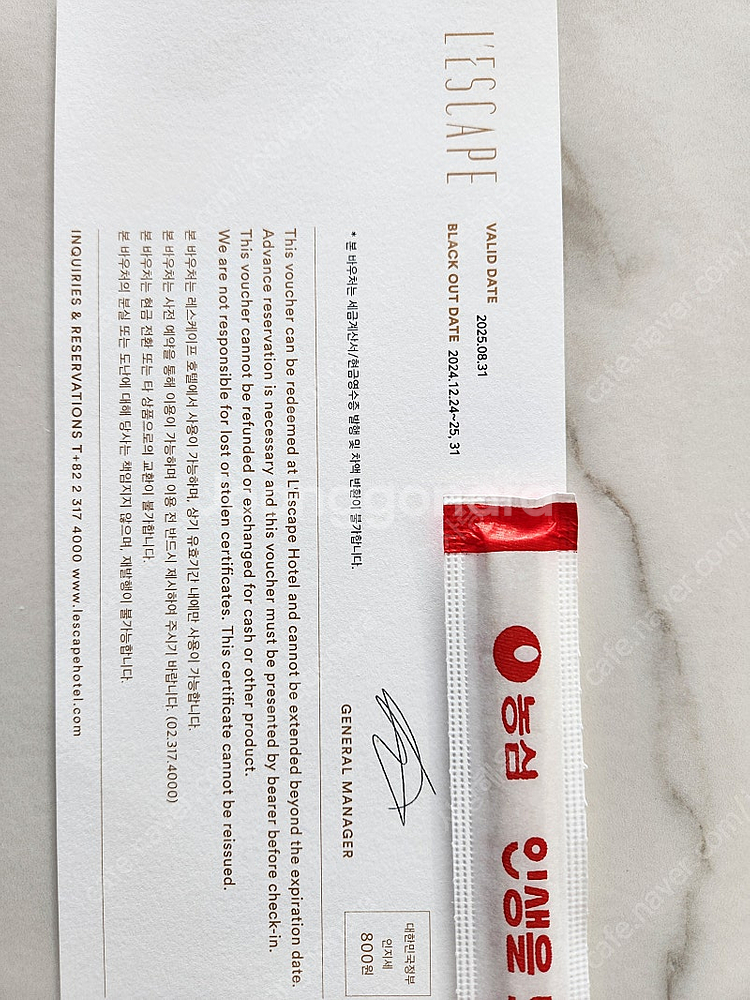 L'ESCAPE
VALID DATE 2025.08.31
BLACK OUT DATE 2024.12.24~25, 31
* 본 바우처는 세금계산서/현금영수증 발행 및 차액 반환이 불가합니다.
GENERAL MANAGER
대한민국정부
인지세
800원
This voucher can be redeemed at L'Escape Hotel and cannot be extended beyond the expiration date.
Advance reservation is necessary and this voucher must be presented by bearer before check-in.
This voucher cannot be refunded or exchanged for cash or other product.
We are not responsible for lost or stolen certificates. This certificate cannot be reissued.
본 바우처는 레스케이프 호텔에서 사용이 가능하며, 상기 유효기간 내에만 사용이 가능합니다.
본 바우처는 사전 예약을 통해 이용이 가능하며 이용 전 반드시 제시하여 주시기 바랍니다. (02.317.4000)
본 바우처는 현금 전환 또는 타 상품으로의 교환이 불가합니다.
본 바우처의 분실 또는 도난에 대해 당사는 책임지지 않으며, 재발행이 불가능합니다.
INQUIRIES & RESERVATIONS T+82 2 317 4000 www.lescapehotel.com
농심 인생을